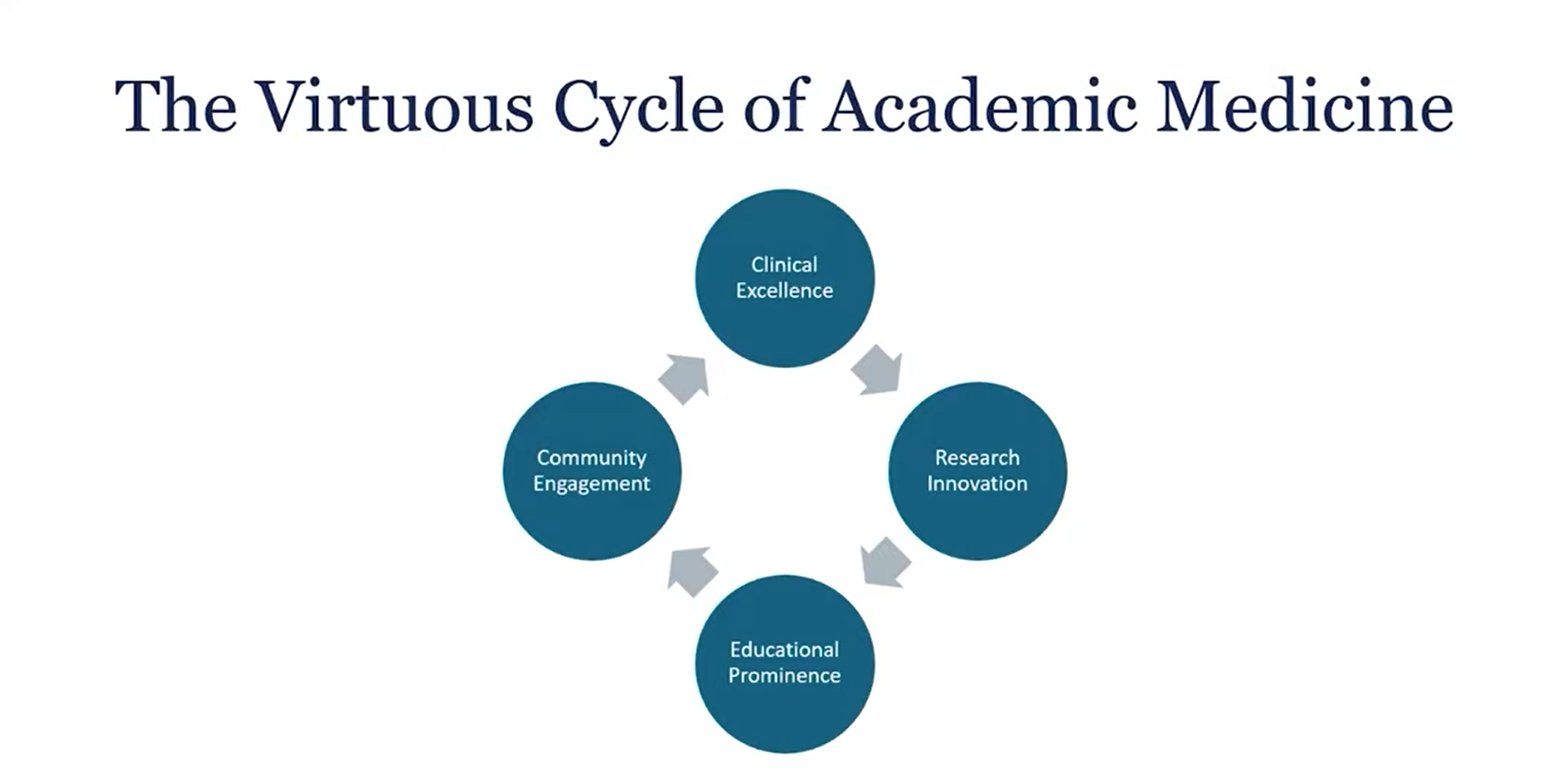 The Virtuous Cycle of Academic Medicine
Clinical
Excellence
Research
Innovation
Educational
Prominence
Community
Engagement